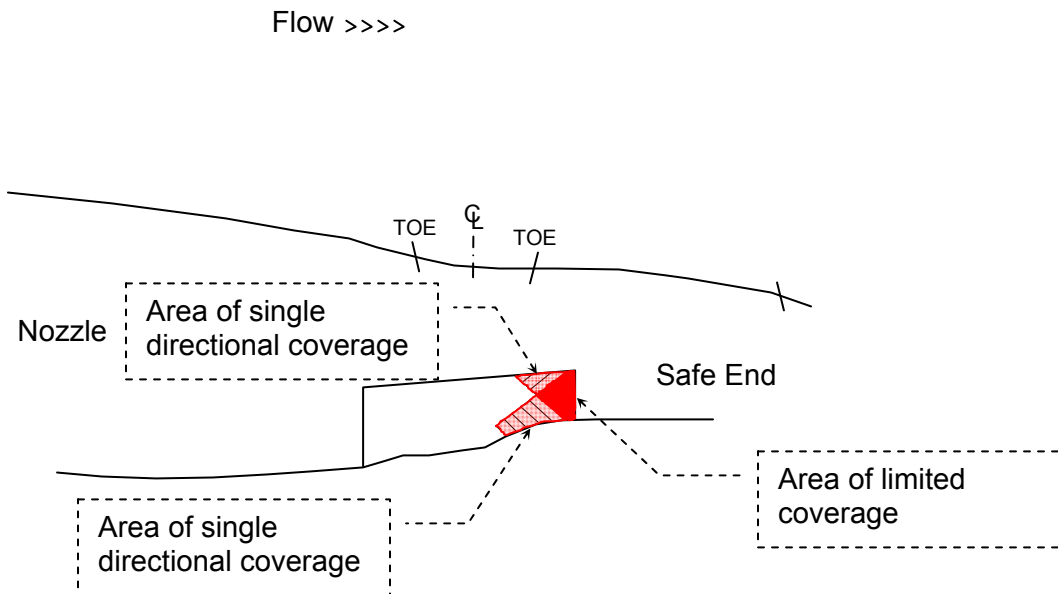 Flow >>>>
TOE
℄
TOE
Area of single
directional coverage
Nozzle
Safe End
Area of limited
coverage
Area of single
directional coverage